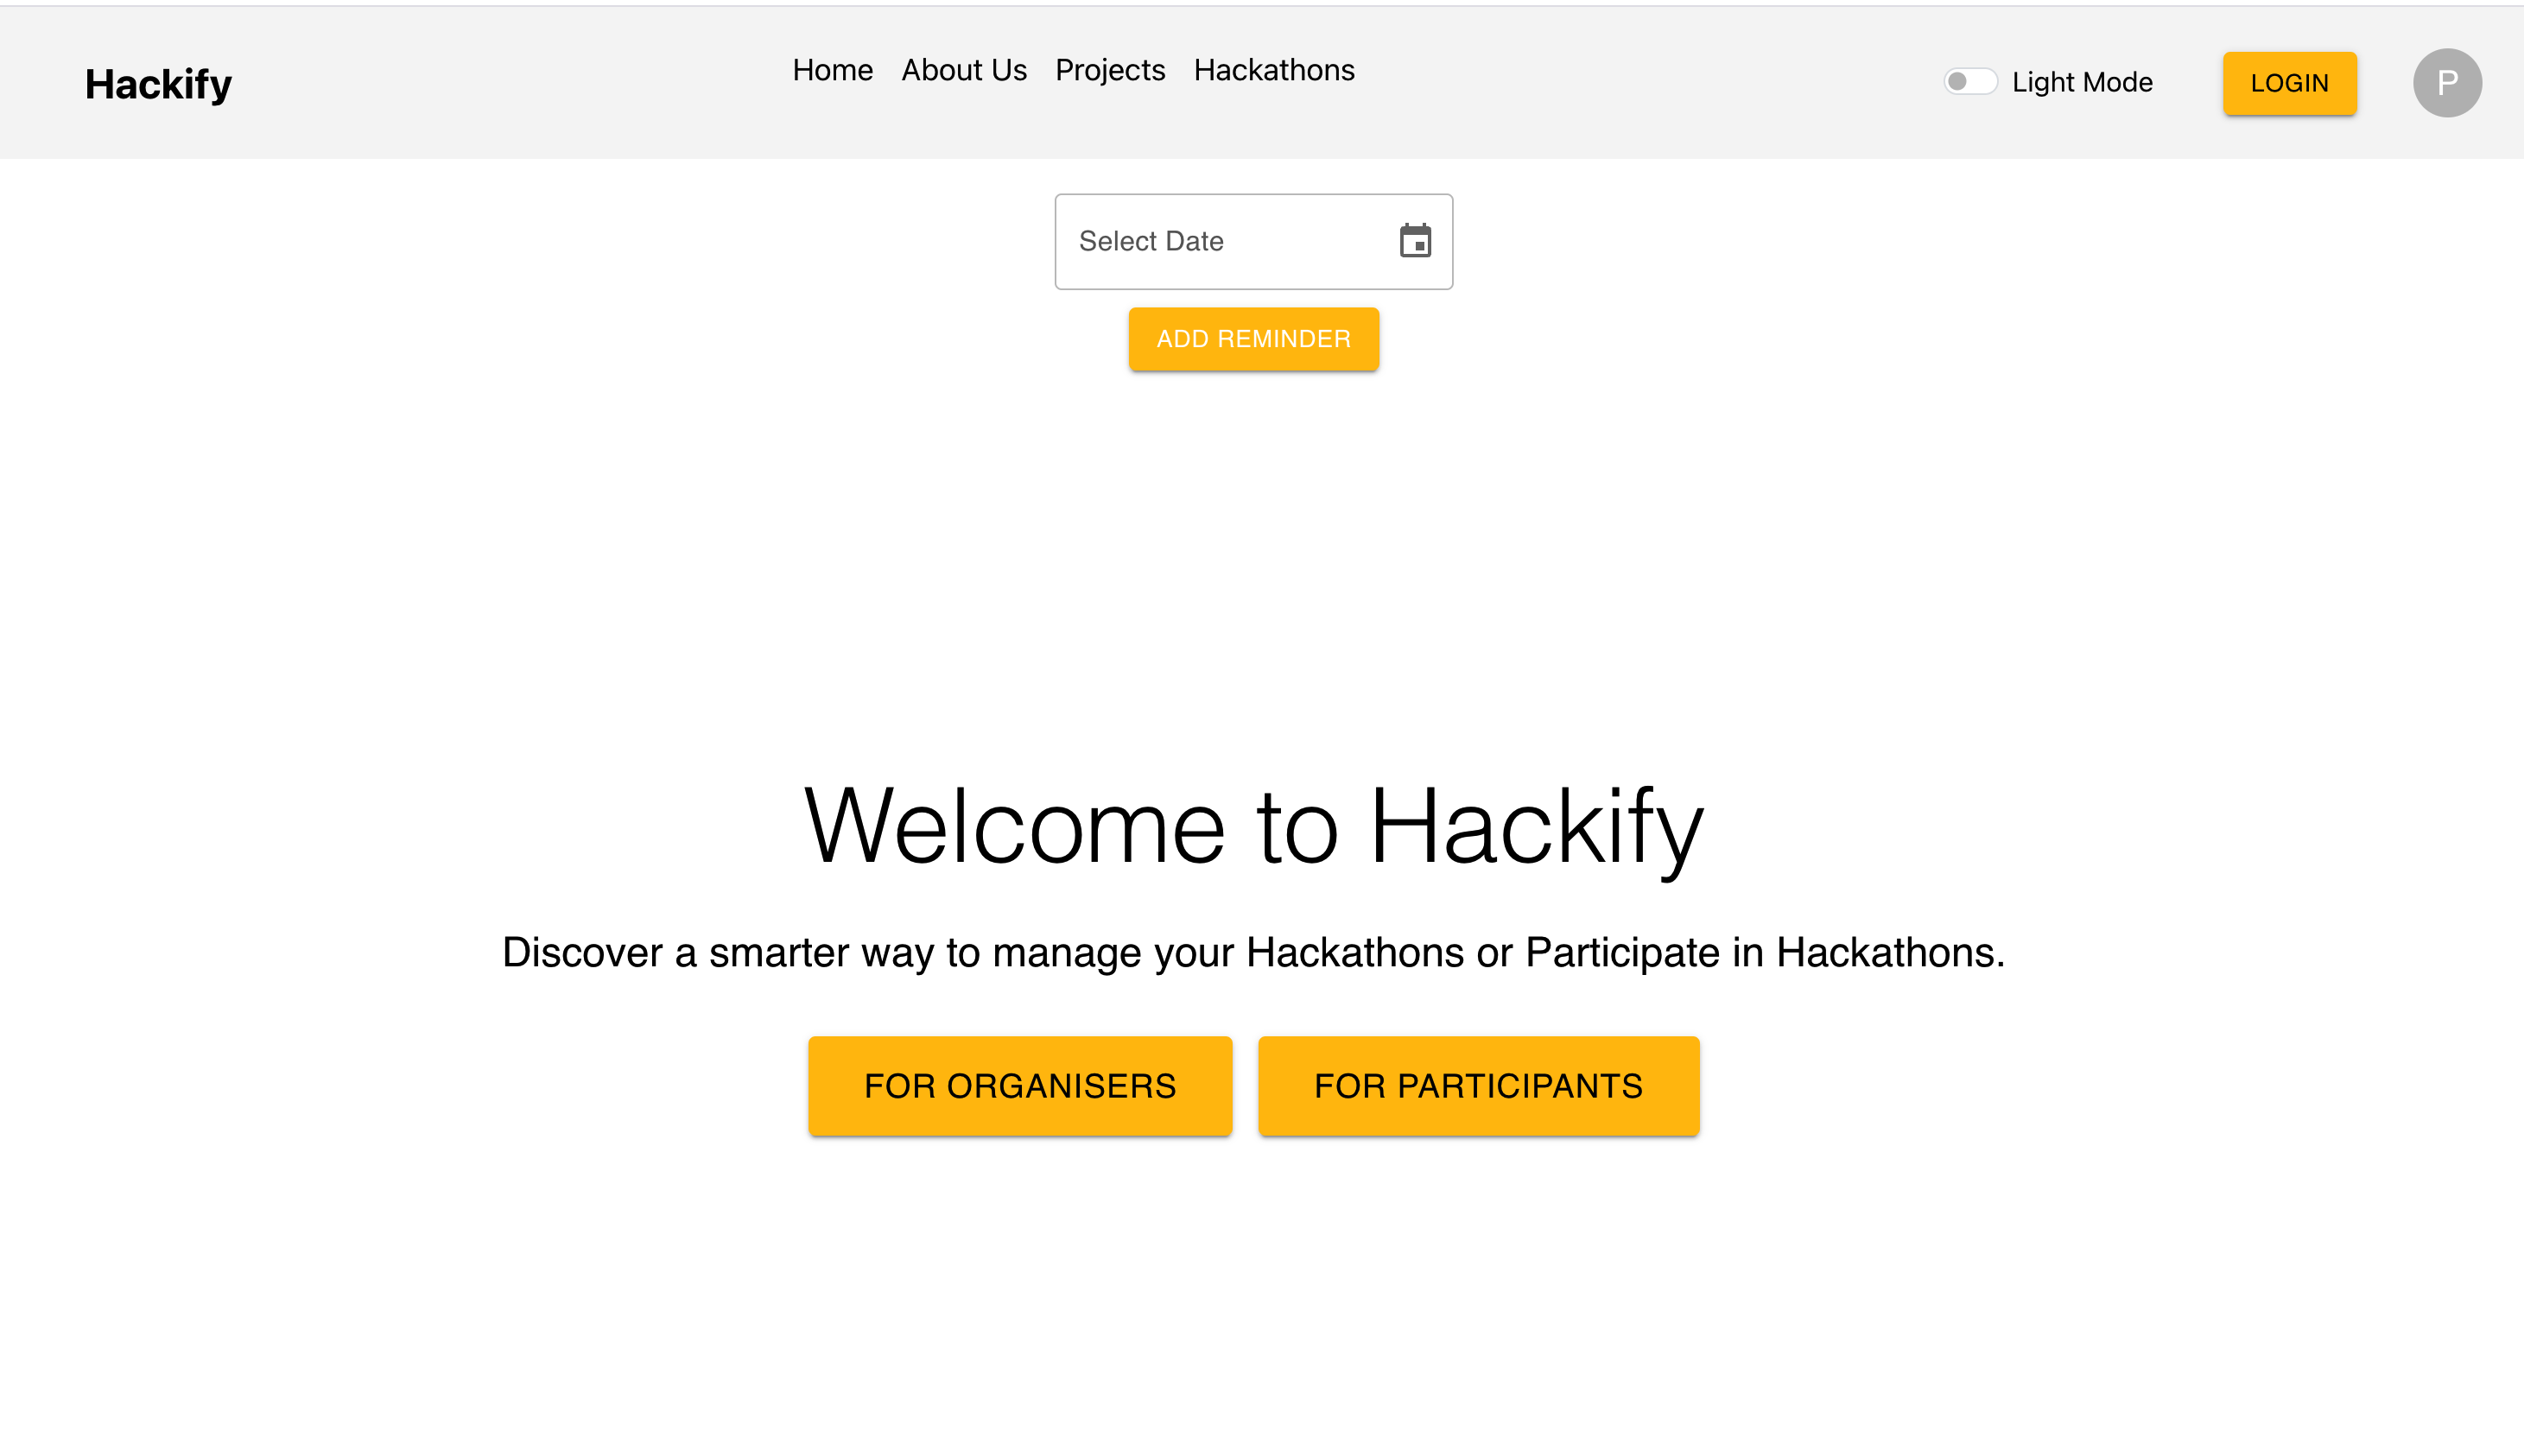 Hackify
Home About Us Projects Hackathons
Light Mode
LOGIN
P
Select Date
ADD REMINDER
Welcome to Hackify
Discover a smarter way to manage your Hackathons or Participate in Hackathons.
FOR ORGANISERS
FOR PARTICIPANTS